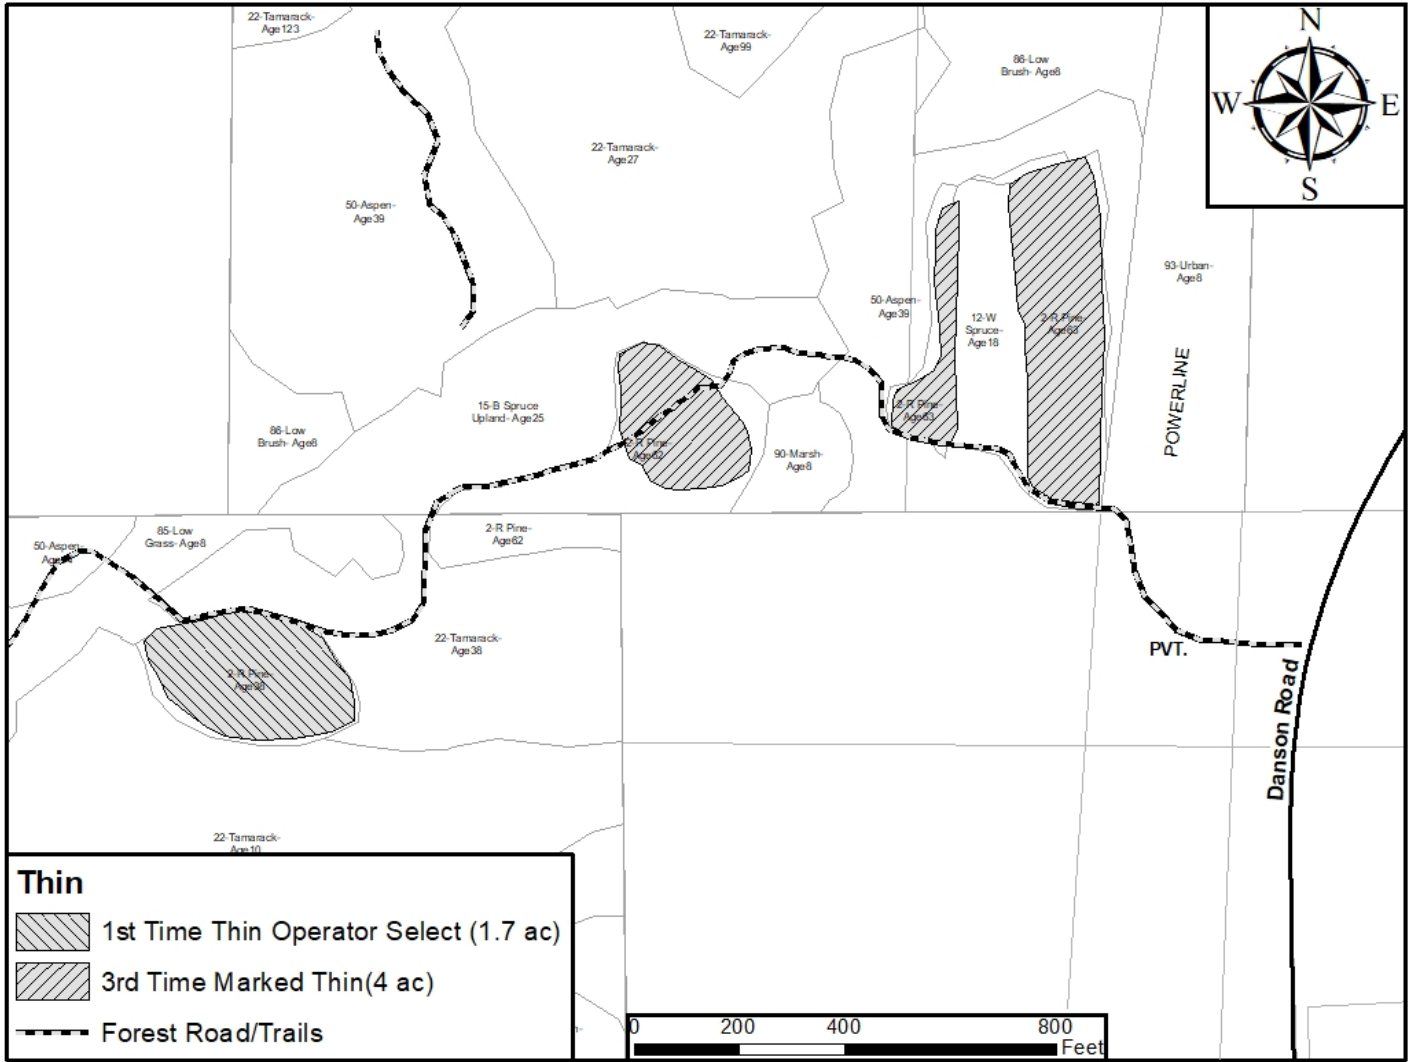 22-Tamarack-
Age123
22-Tamarack-
Age99
86-Low
Brush- Age8
N
W
E
S
22-Tamarack-
Age27
50-Aspen-
Age39
93-Urban-
Age8
50-Aspen-
Age39
12-W
Spruce-
Age18
2-R Pine-
Age63
POWERLINE
15-B Spruce
Upland- Age25
2-R Pine-
Age63
86-Low
Brush- Age8
2-R Pine-
Age62
90-Marsh-
Age8
85-Low
Grass- Age8
2-R Pine-
Age62
50-Aspen-
22-Tamarack-
Age38
PVT.
2-R Pine-
Age38
Danson Road
22-Tamarack-
Age10
Thin
1st Time Thin Operator Select (1.7 ac)
3rd Time Marked Thin(4 ac)
Forest Road/Trails
0 200 400 800
Feet